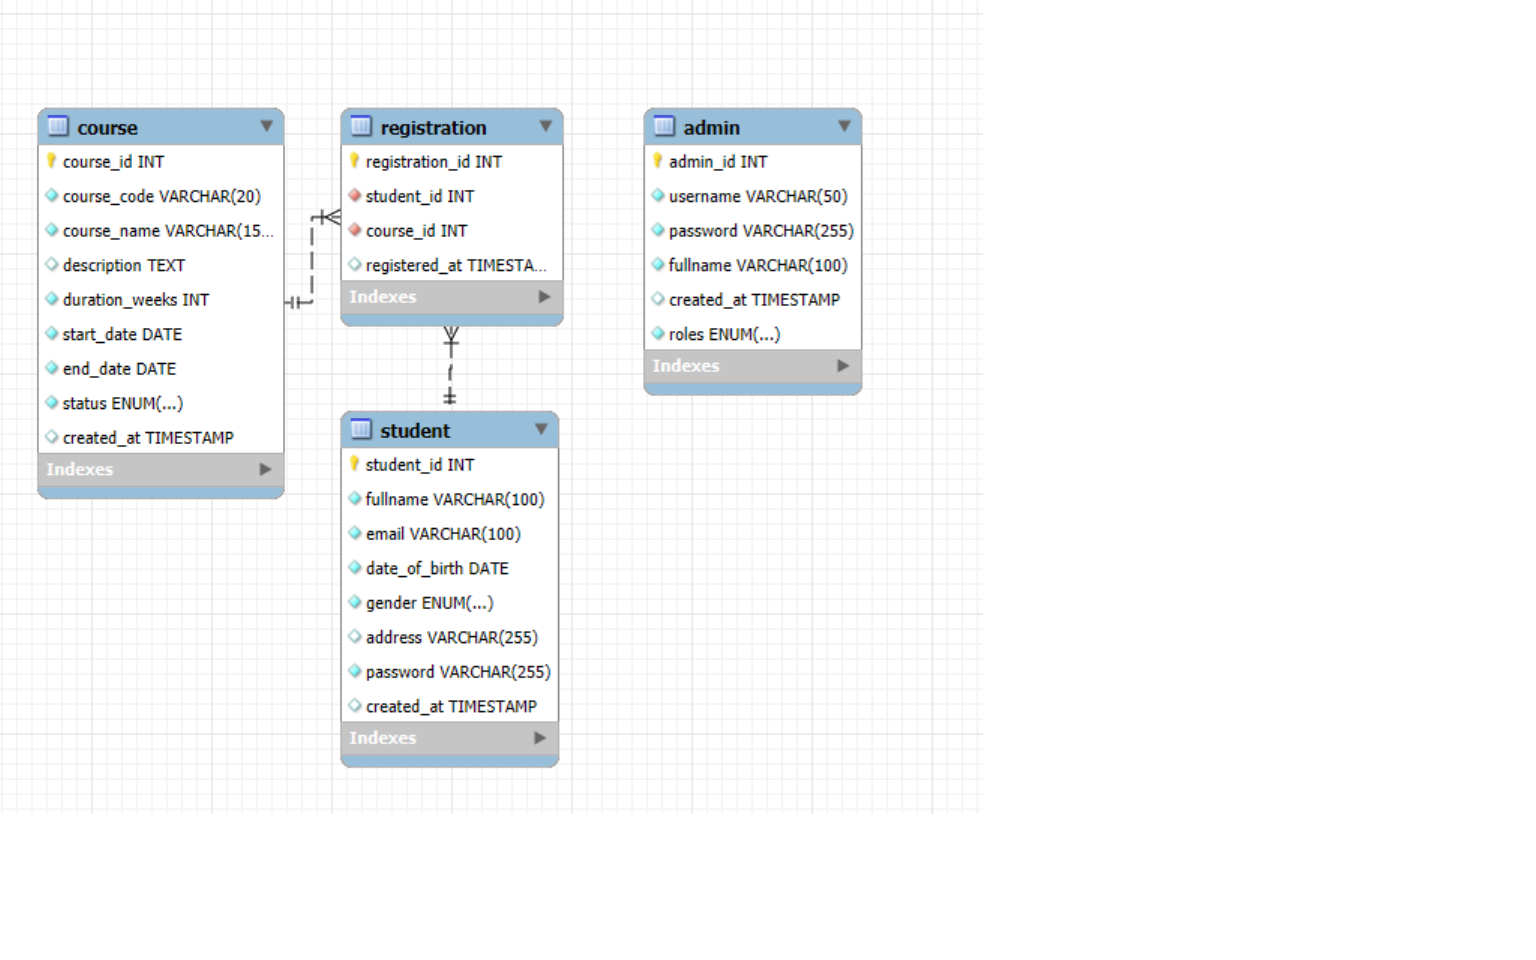 course
course_id INT
course_code VARCHAR(20)
course_name VARCHAR(15...
description TEXT
duration_weeks INT
start_date DATE
end_date DATE
status ENUM(...)
created_at TIMESTAMP
Indexes
registration
registration_id INT
student_id INT
course_id INT
registered_at TIMESTA...
Indexes
admin
admin_id INT
username VARCHAR(50)
password VARCHAR(255)
fullname VARCHAR(100)
created_at TIMESTAMP
roles ENUM(...)
Indexes
student
student_id INT
fullname VARCHAR(100)
email VARCHAR(100)
date_of_birth DATE
gender ENUM(...)
address VARCHAR(255)
password VARCHAR(255)
created_at TIMESTAMP
Indexes